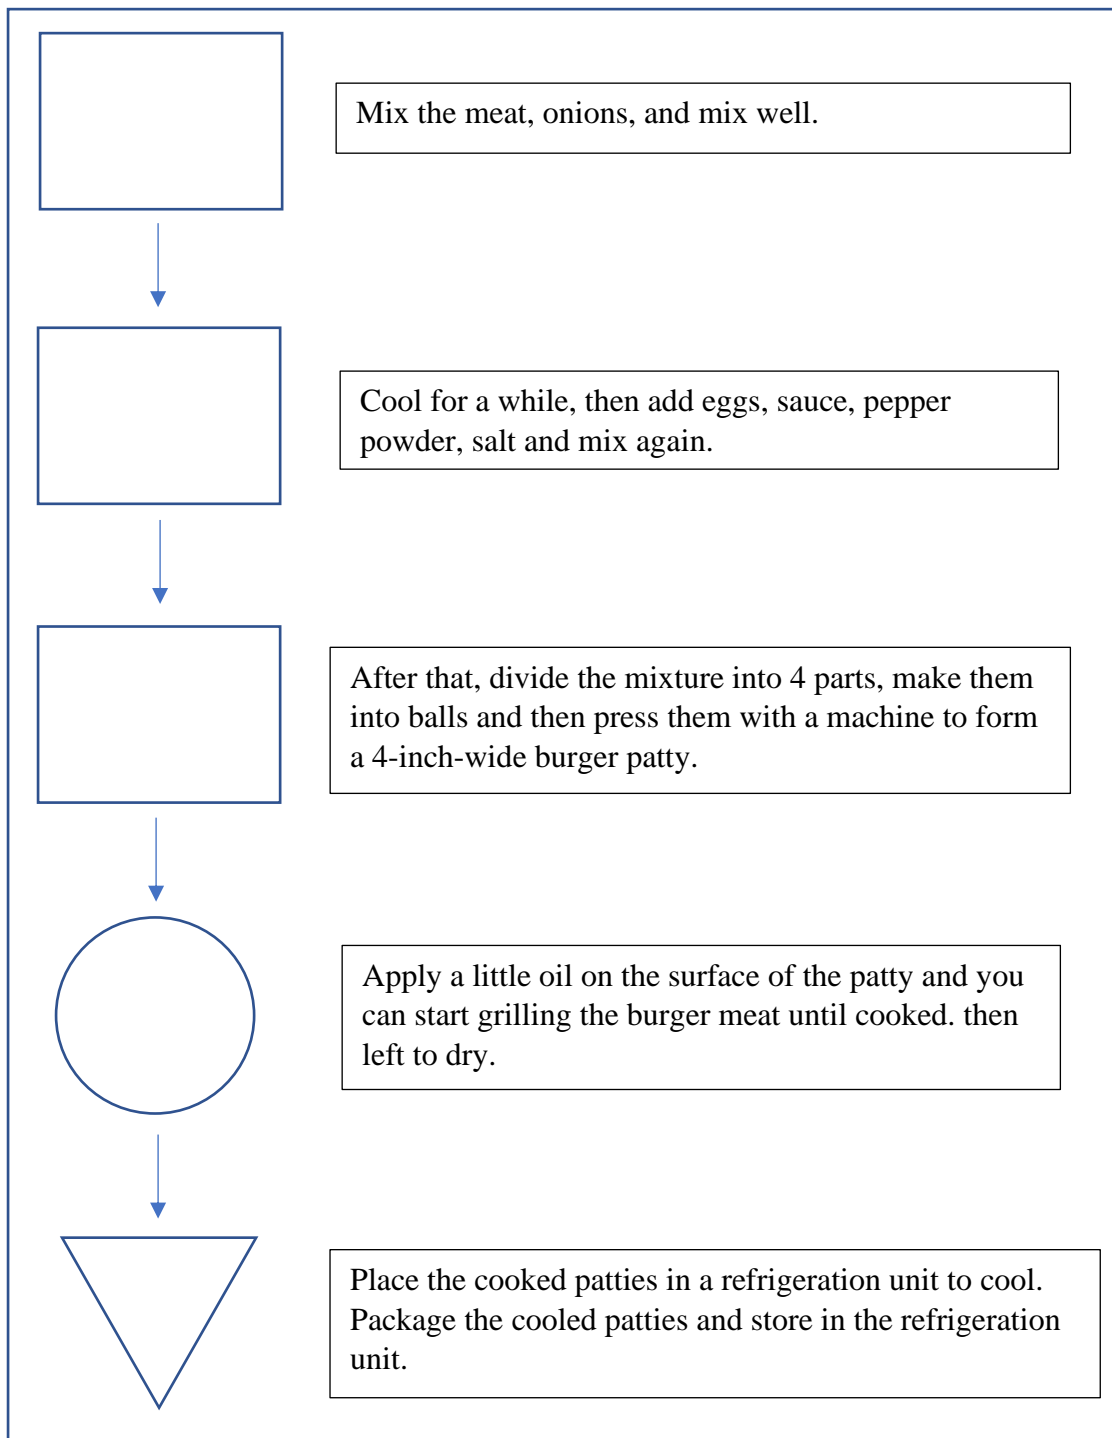 Mix the meat, onions, and mix well.
Cool for a while, then add eggs, sauce, pepper
powder, salt and mix again.
After that, divide the mixture into 4 parts, make them
into balls and then press them with a machine to form
a 4-inch-wide burger patty.
Apply a little oil on the surface of the patty and you
can start grilling the burger meat until cooked. then
left to dry.
Place the cooked patties in a refrigeration unit to cool.
Package the cooled patties and store in the refrigeration
unit.